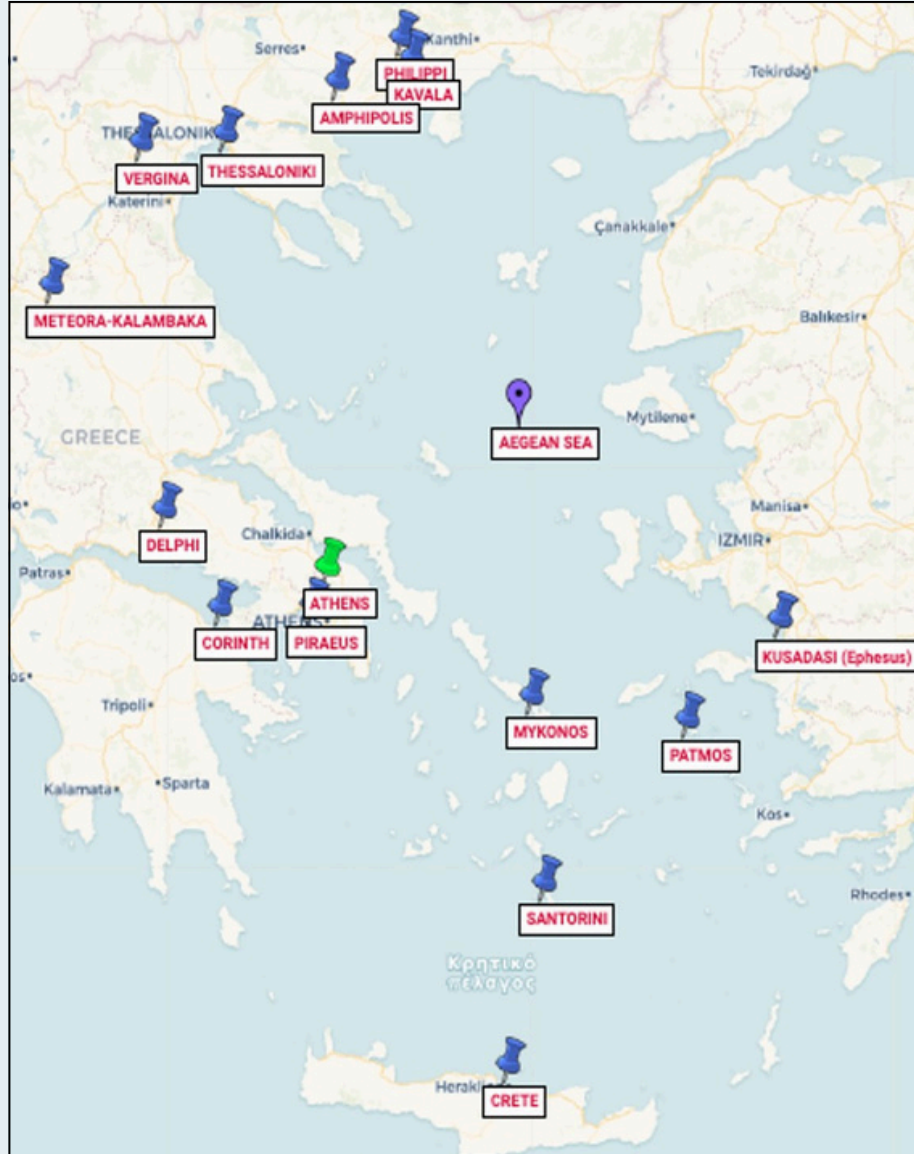 Serres
Xanthi
PHILIPPI
Tekirdağ
KAVALA
AMPHIPOLIS
THESSALONIKI
THESSALONIKI
VERGINA
Katerini
Çanakkale
METEORA-KALAMBAKA
Balıkesir
Mytilene
GREECE
AEGEAN SEA
Manisa
Chalkida
IZMIR
DELPHI
Patras
ATHENS
ATHENS
CORINTH
PIRAEUS
KUSADASI (Ephesus)
Tripoli
MYKONOS
PATMOS
Sparta
Kalamata
Kos
Rhodes
SANTORINI
Κρητικό
πέλαγος
CRETE